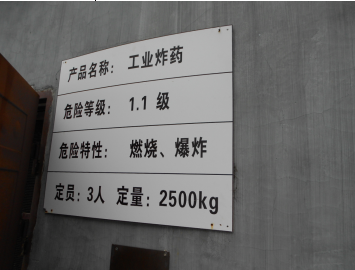 产品名称： 工业炸药
危险等级： 1.1 级
危险特性： 燃烧、爆炸
定员：3人 定量：2500kg